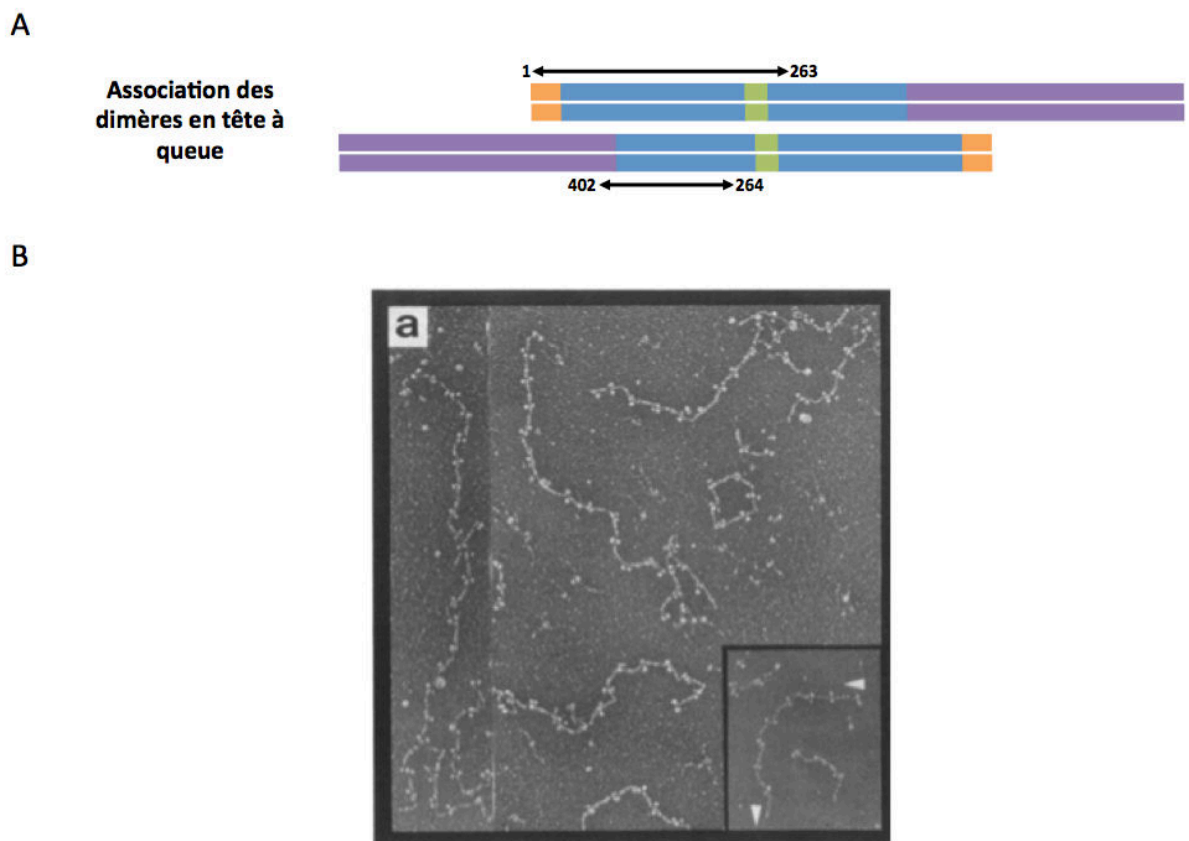 A
Association des
dimères en tête à
queue
1
263
402
264
B
a